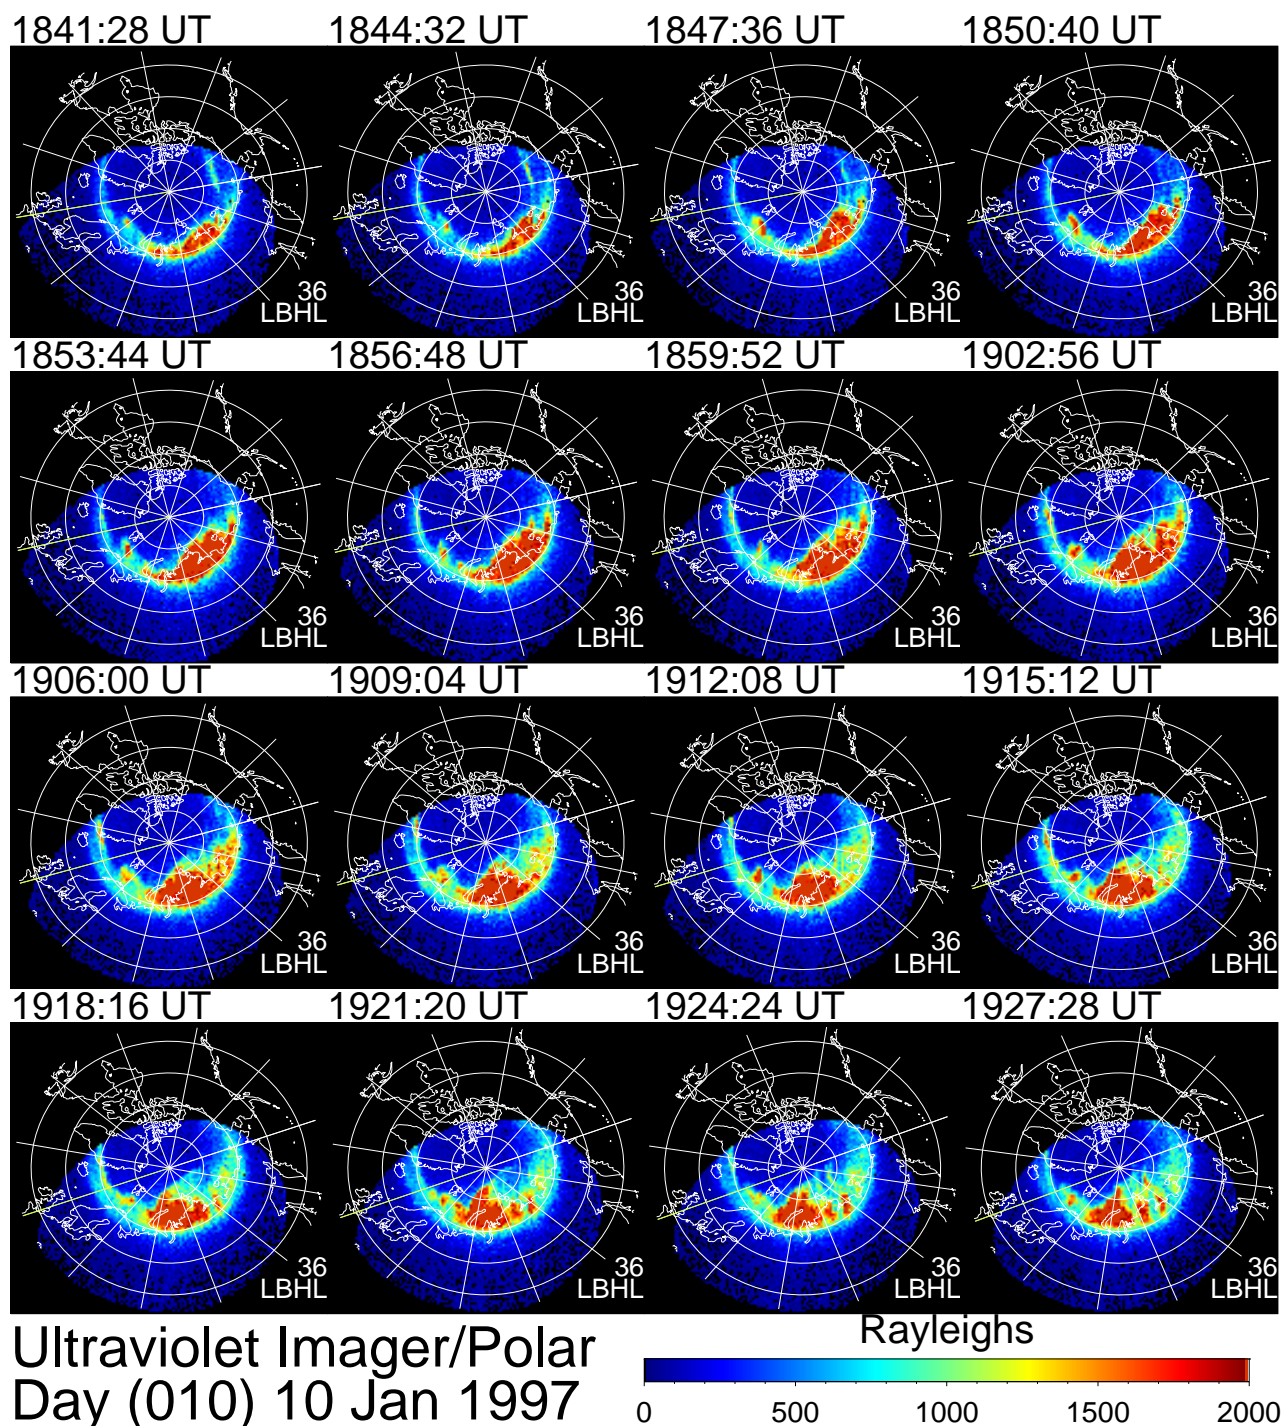 1841:28 UT 1844:32 UT 1847:36 UT 1850:40 UT
36 36 36 36
LBHL LBHL LBHL LBHL
1853:44 UT 1856:48 UT 1859:52 UT 1902:56 UT
36 36 36 36
LBHL LBHL LBHL LBHL
1906:00 UT 1909:04 UT 1912:08 UT 1915:12 UT
36 36 36 36
LBHL LBHL LBHL LBHL
1918:16 UT 1921:20 UT 1924:24 UT 1927:28 UT
36 36 36 36
LBHL LBHL LBHL LBHL
Ultraviolet Imager/Polar
Day (010) 10 Jan 1997
Rayleighs
0 500 1000 1500 2000